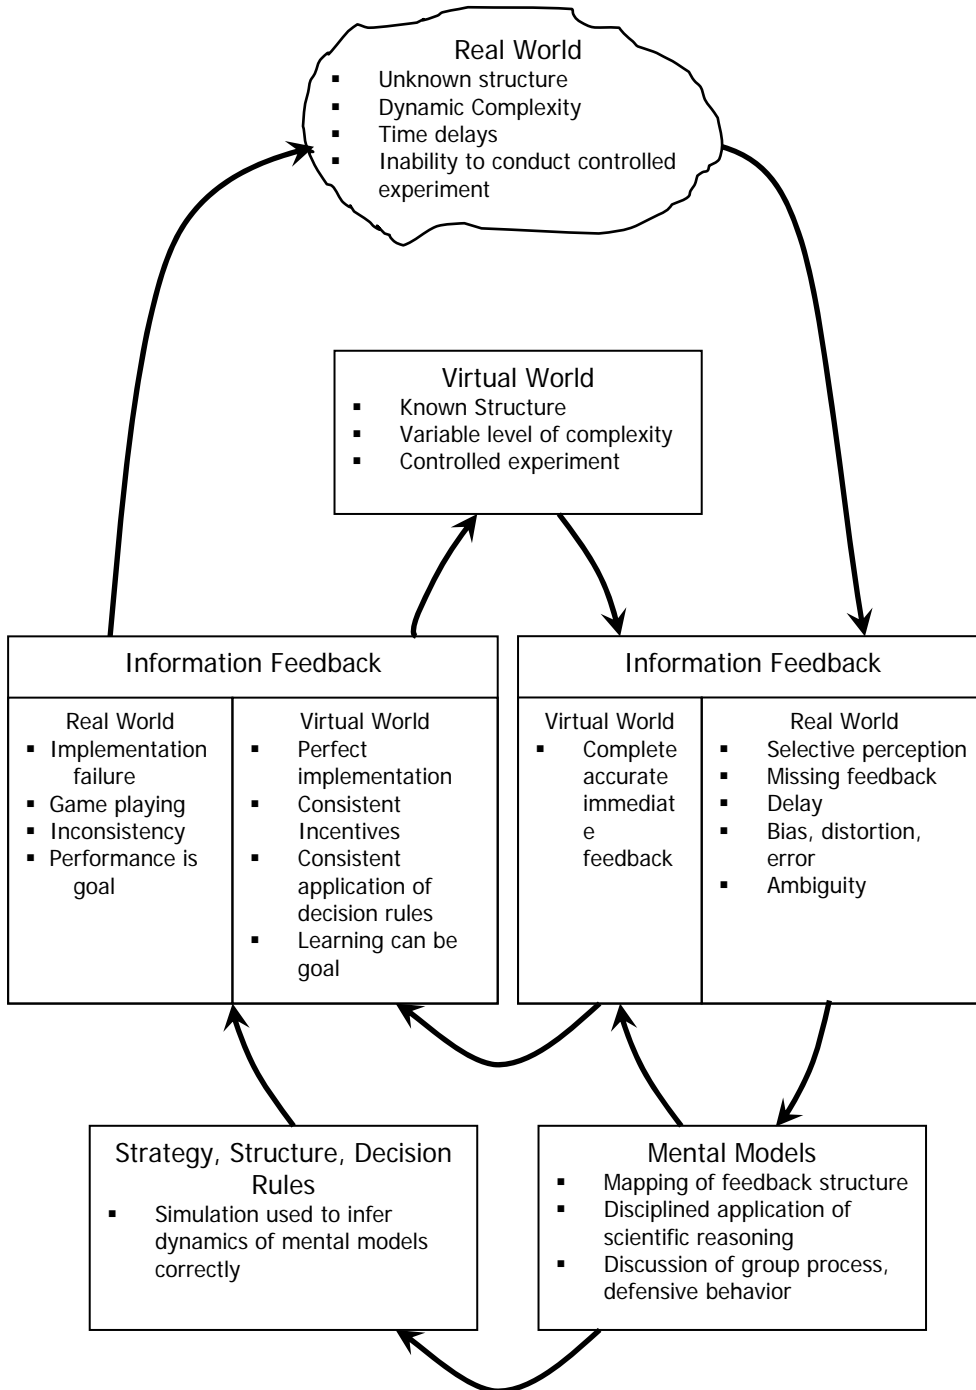 Real World
▪ Unknown structure
▪ Dynamic Complexity
▪ Time delays
▪ Inability to conduct controlled
experiment
Virtual World
▪ Known Structure
▪ Variable level of complexity
▪ Controlled experiment
Information Feedback
Real World
▪ Implementation
failure
▪ Game playing
▪ Inconsistency
▪ Performance is
goal
Virtual World
▪ Perfect
implementation
▪ Consistent
Incentives
▪ Consistent
application of
decision rules
▪ Learning can be
goal
Information Feedback
Virtual World
▪ Complete
accurate
immediat
e
feedback
Real World
▪ Selective perception
▪ Missing feedback
▪ Delay
▪ Bias, distortion,
error
▪ Ambiguity
Strategy, Structure, Decision
Rules
▪ Simulation used to infer
dynamics of mental models
correctly
Mental Models
▪ Mapping of feedback structure
▪ Disciplined application of
scientific reasoning
▪ Discussion of group process,
defensive behavior